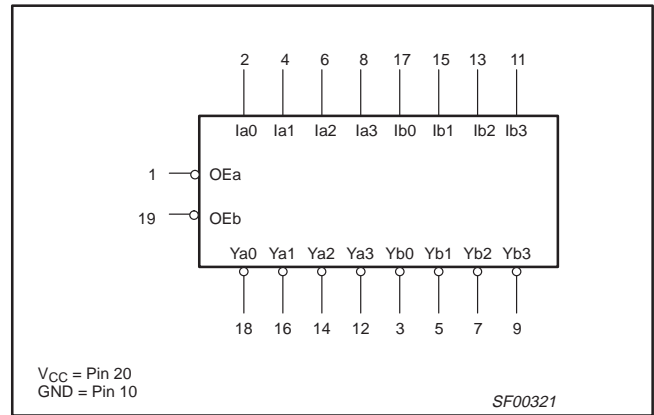 2 4 6 8 17 15 13 11
Ia0 Ia1 Ia2 Ia3 Ib0 Ib1 Ib2 Ib3
1 OEa
19 OEb
Ya0 Ya1 Ya2 Ya3 Yb0 Yb1 Yb2 Yb3
18 16 14 12 3 5 7 9
VCC = Pin 20
GND = Pin 10
SF00321